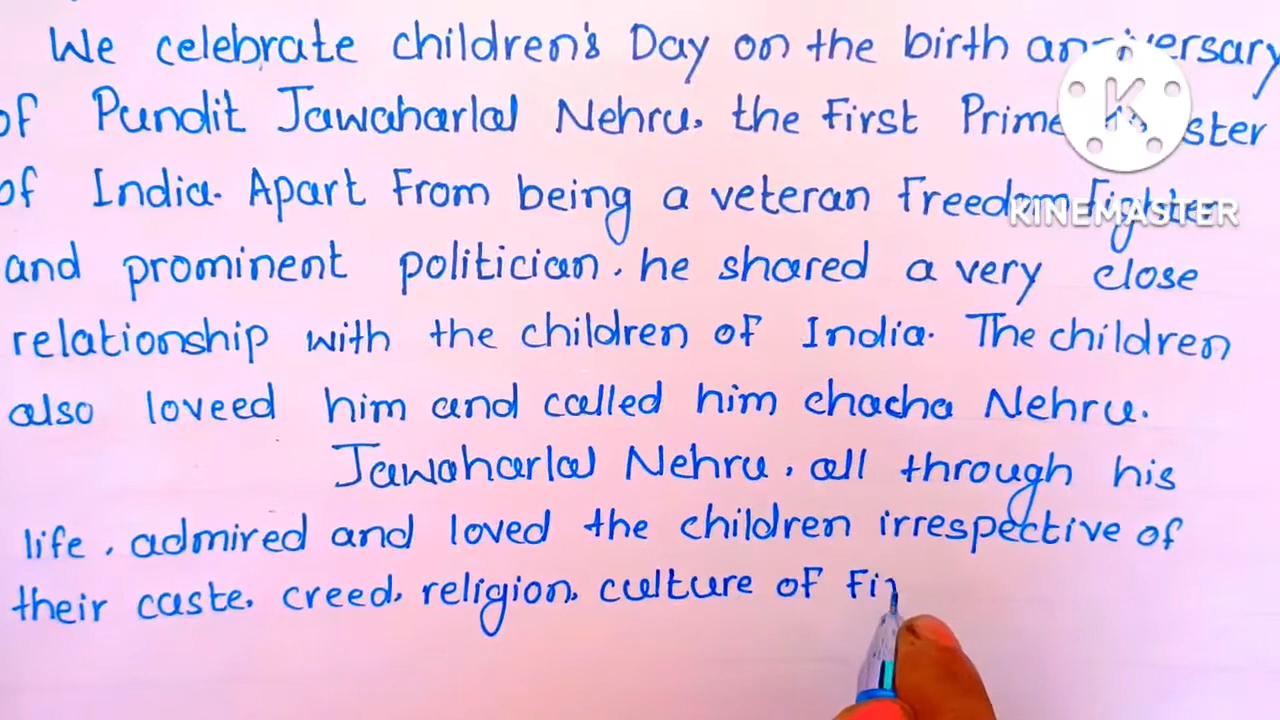 We celebrate children's Day on the birth anniversary
of Pundit Jawaharlal Nehru, the First Prime
of India. Apart From being a veteran Freedom Fighter
and prominent politician, he shared a very close
relationship with the children of India. The children
also loveed him and called him chacha Nehru.
Jawaharlal Nehru, all through his
life, admired and loved the children irrespective of
their caste, creed, religion, culture of
KINEMASTER